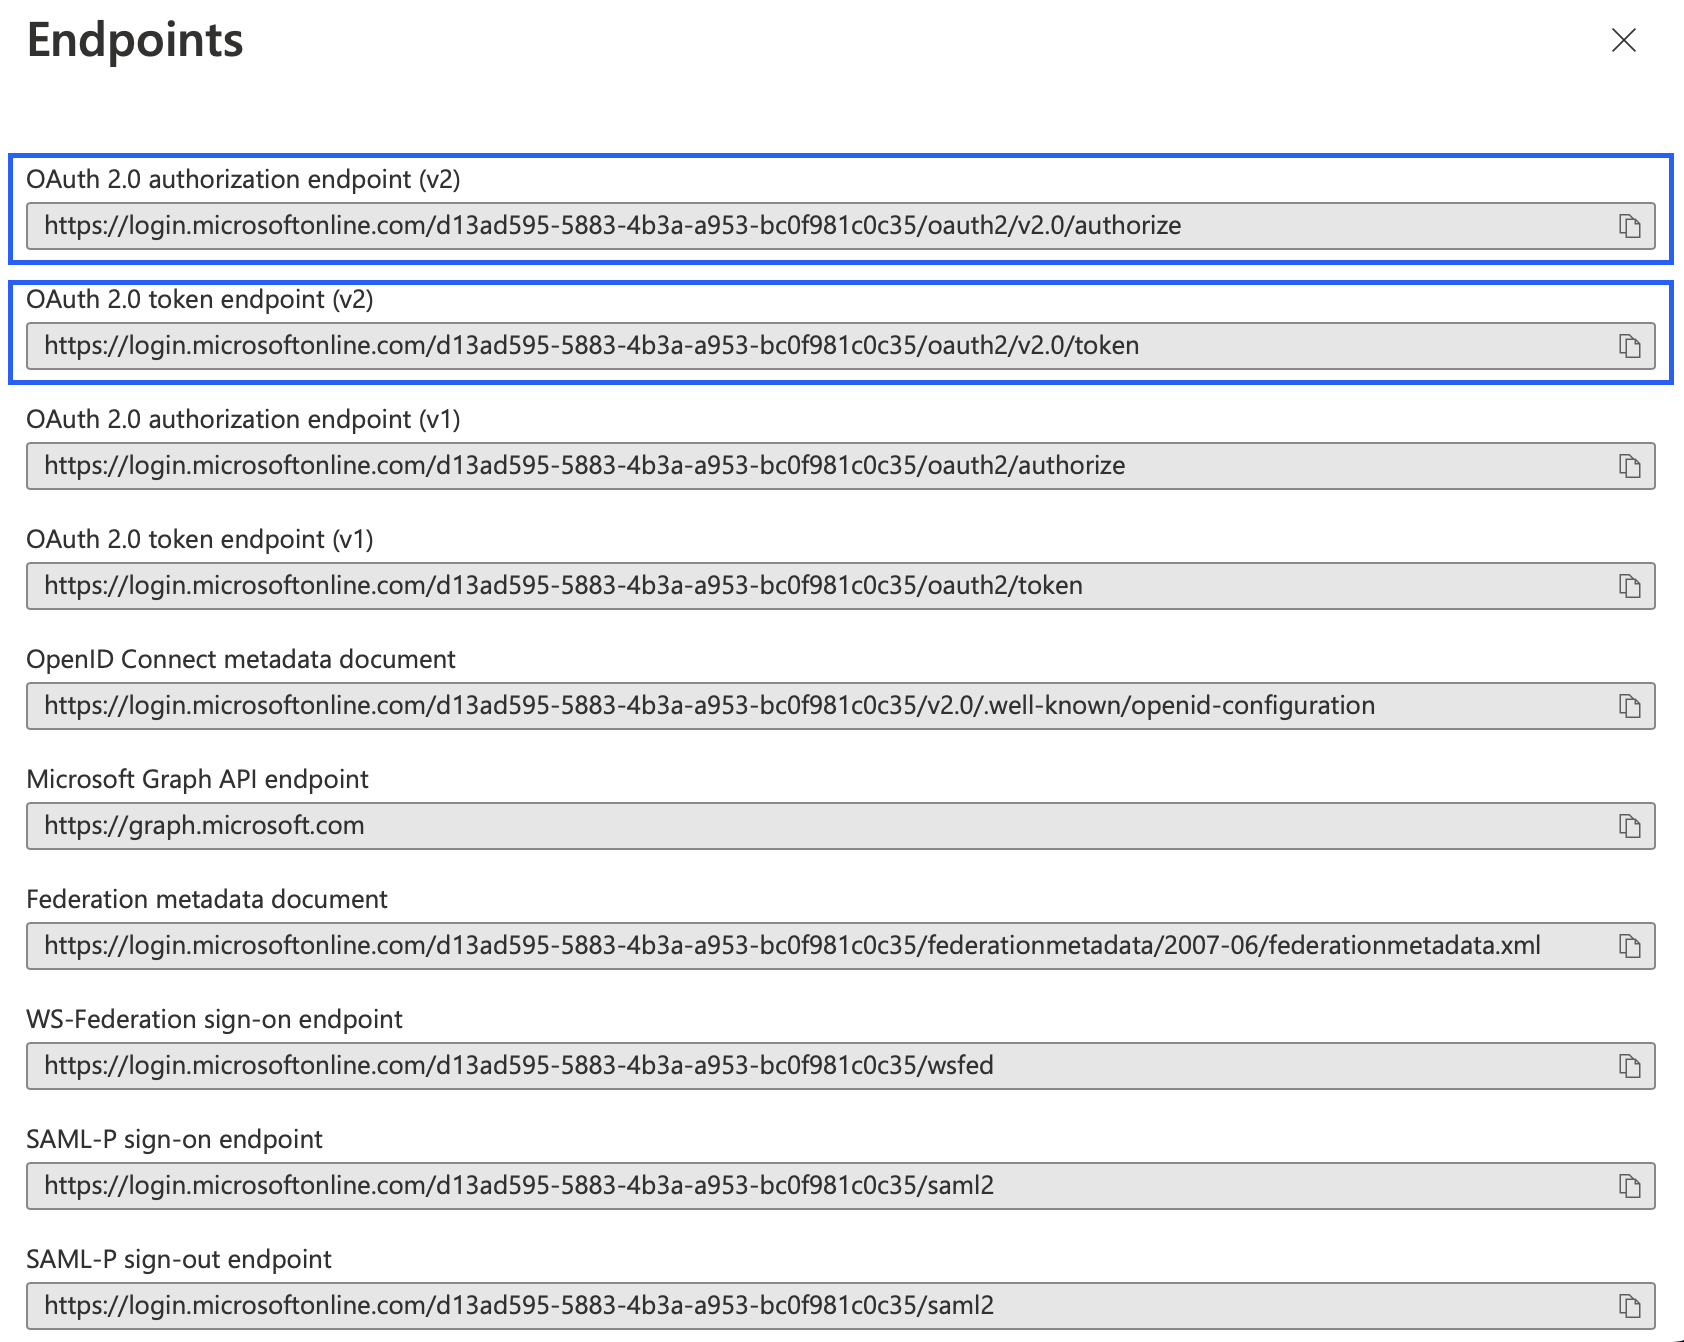 Endpoints
OAuth 2.0 authorization endpoint (v2)
https://login.microsoftonline.com/d13ad595-5883-4b3a-a953-bc0f981c0c35/oauth2/v2.0/authorize
OAuth 2.0 token endpoint (v2)
https://login.microsoftonline.com/d13ad595-5883-4b3a-a953-bc0f981c0c35/oauth2/v2.0/token
OAuth 2.0 authorization endpoint (v1)
https://login.microsoftonline.com/d13ad595-5883-4b3a-a953-bc0f981c0c35/oauth2/authorize
OAuth 2.0 token endpoint (v1)
https://login.microsoftonline.com/d13ad595-5883-4b3a-a953-bc0f981c0c35/oauth2/token
OpenID Connect metadata document
https://login.microsoftonline.com/d13ad595-5883-4b3a-a953-bc0f981c0c35/v2.0/.well-known/openid-configuration
Microsoft Graph API endpoint
https://graph.microsoft.com
Federation metadata document
https://login.microsoftonline.com/d13ad595-5883-4b3a-a953-bc0f981c0c35/federationmetadata/2007-06/federationmetadata.xml
WS-Federation sign-on endpoint
https://login.microsoftonline.com/d13ad595-5883-4b3a-a953-bc0f981c0c35/wsfed
SAML-P sign-on endpoint
https://login.microsoftonline.com/d13ad595-5883-4b3a-a953-bc0f981c0c35/saml2
SAML-P sign-out endpoint
https://login.microsoftonline.com/d13ad595-5883-4b3a-a953-bc0f981c0c35/saml2